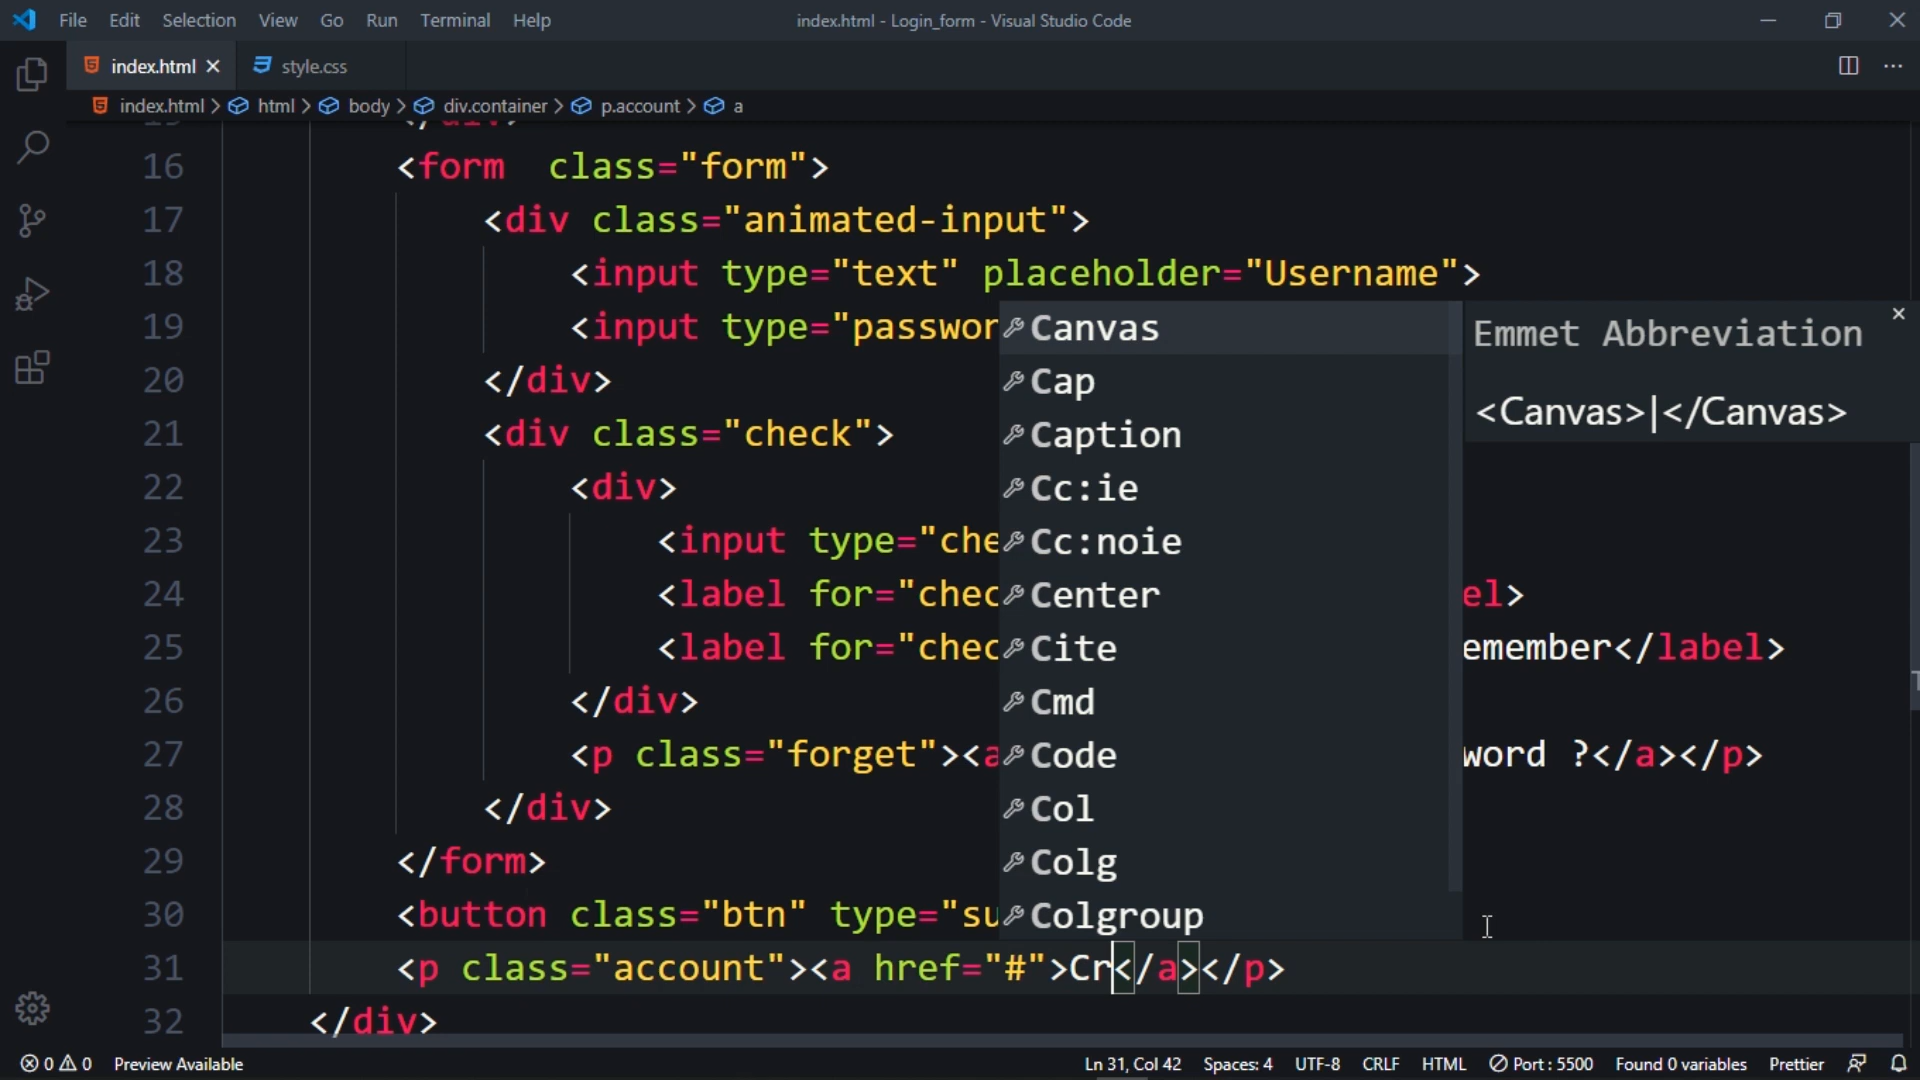 File Edit Selection View Go Run Terminal Help index.html - Login_form - Visual Studio Code
index.html style.css
index.html > html > body > div.container > p.account > a
16 <form  class="form">
17 <div class="animated-input">
18 <input type="text" placeholder="Username">
19 <input type="passwor
20 </div>
21 <div class="check">
22 <div>
23 <input type="che
24 <label for="chec el>
25 <label for="chec emember</label>
26 </div>
27 <p class="forget"><a word ?</a></p>
28 </div>
29 </form>
30 <button class="btn" type="su
31 <p class="account"><a href="#">Cr</a></p>
32 </div>
Canvas
Cap
Caption
Cc:ie
Cc:noie
Center
Cite
Cmd
Code
Col
Colg
Colgroup
Emmet Abbreviation
<Canvas>|</Canvas>
0 0 Preview Available Ln 31, Col 42 Spaces: 4 UTF-8 CRLF HTML Port : 5500 Found 0 variables Prettier